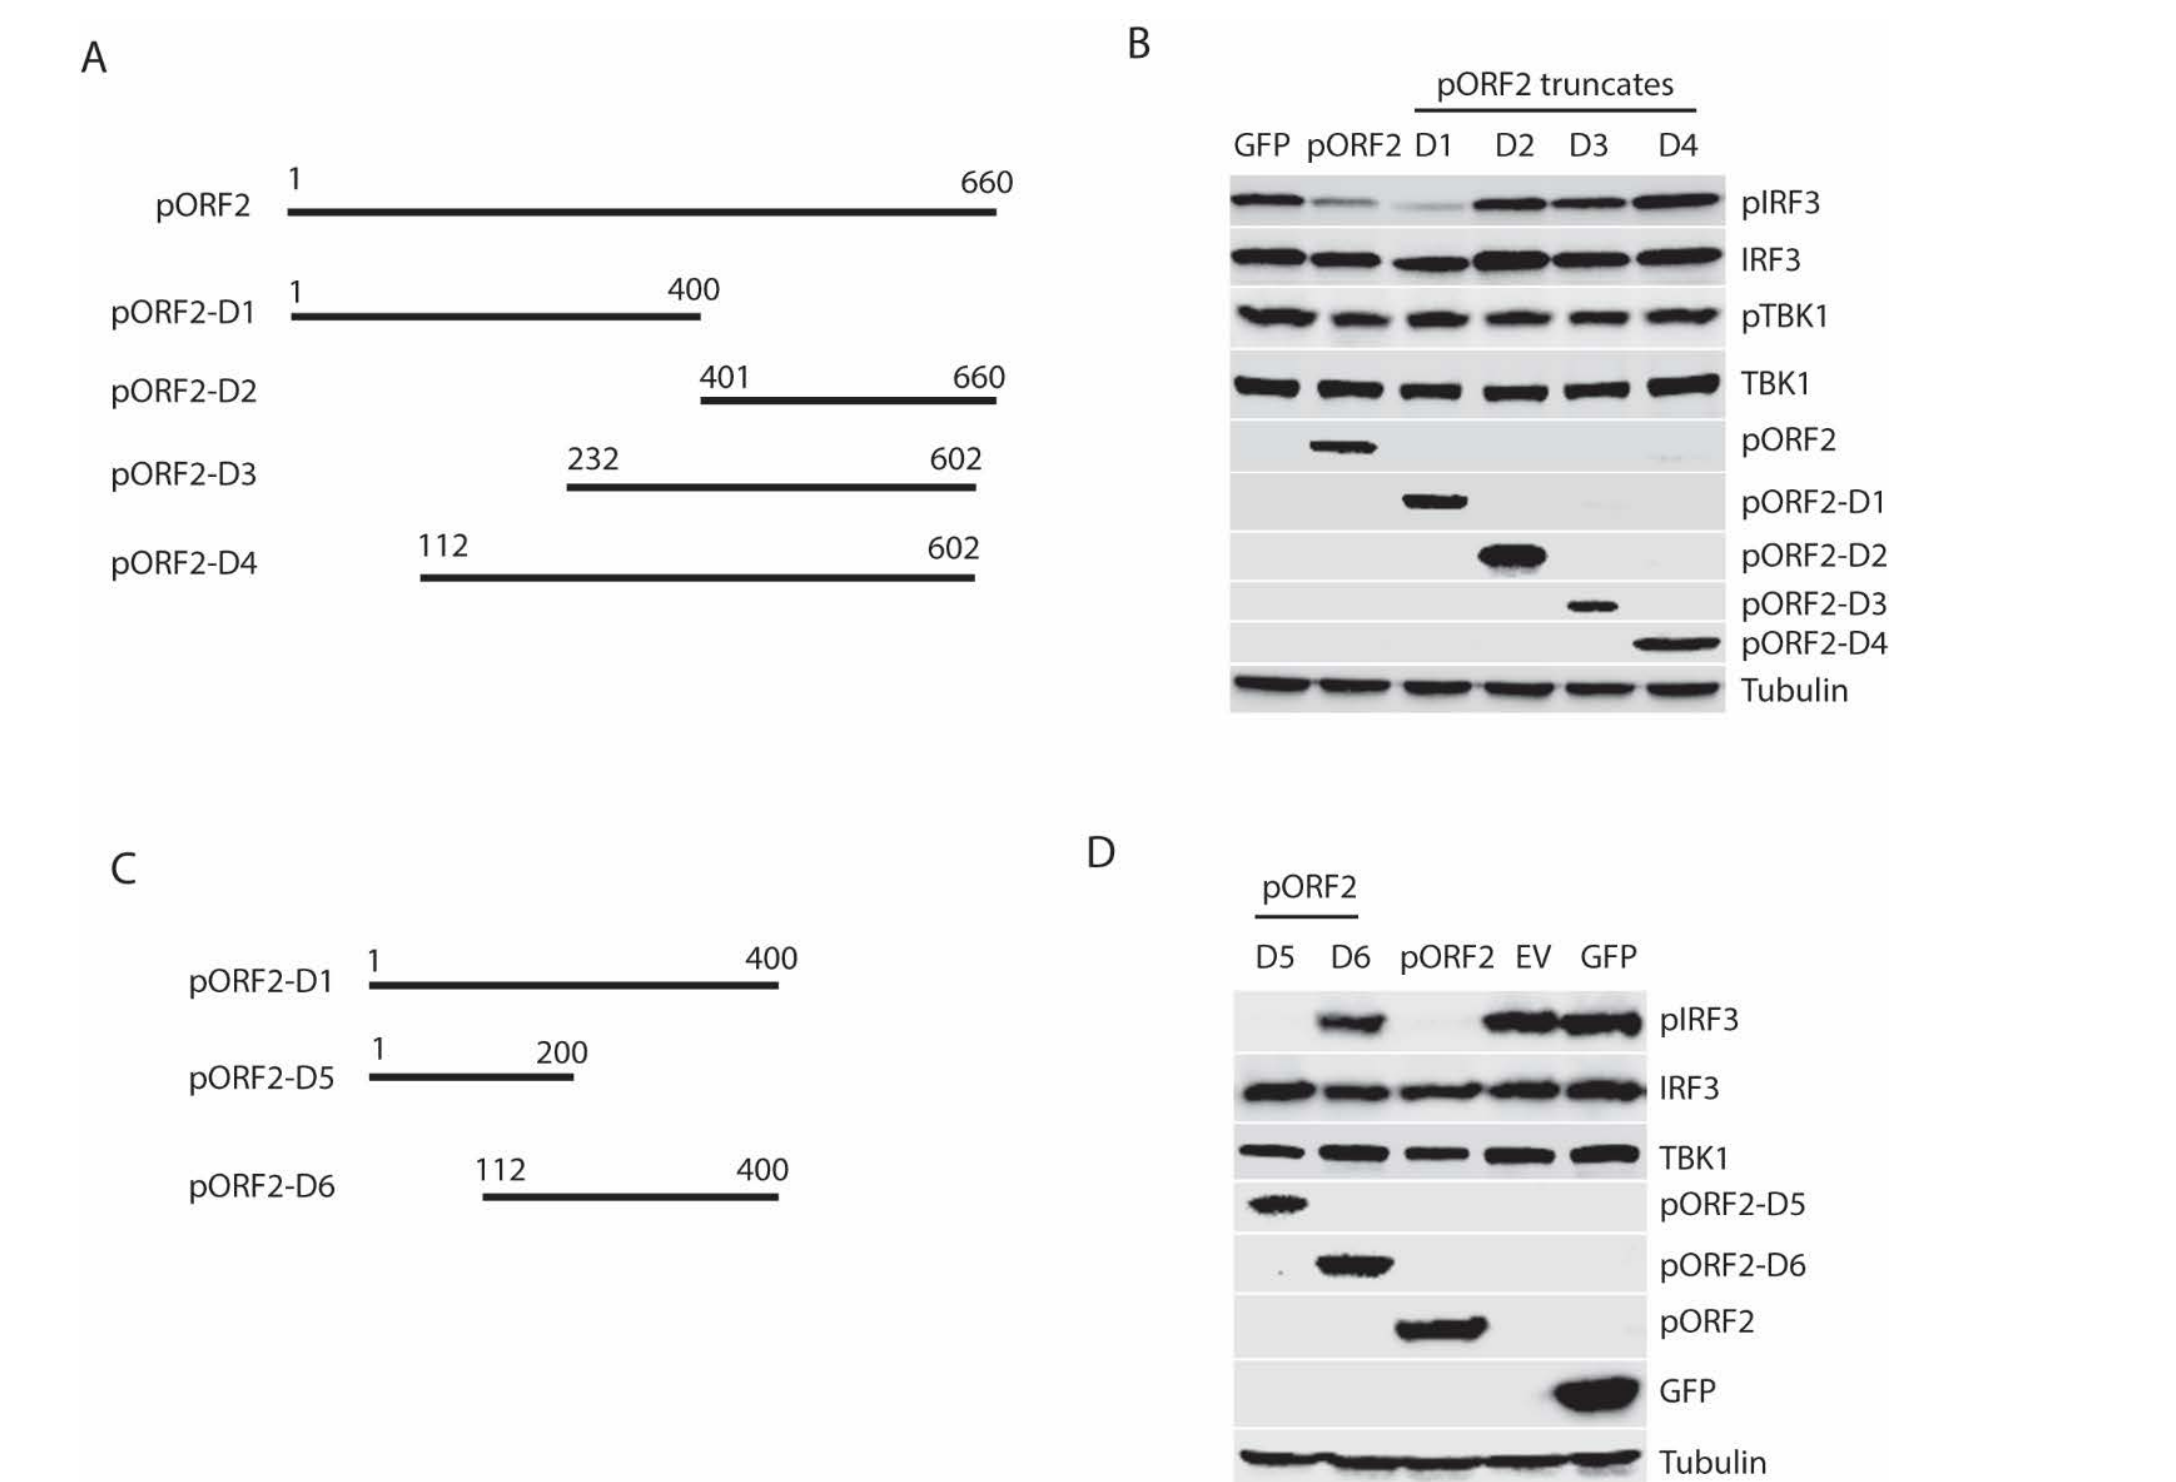 A
1
660
pORF2
1
400
pORF2-D1
401
660
pORF2-D2
232
602
pORF2-D3
112
602
pORF2-D4
B
pORF2 truncates
GFP pORF2 D1 D2 D3 D4
pIRF3
IRF3
pTBK1
TBK1
pORF2
pORF2-D1
pORF2-D2
pORF2-D3
pORF2-D4
Tubulin
C
1
400
pORF2-D1
1
200
pORF2-D5
112
400
pORF2-D6
D
pORF2
D5 D6 pORF2 EV GFP
pIRF3
IRF3
TBK1
pORF2-D5
pORF2-D6
pORF2
GFP
Tubulin